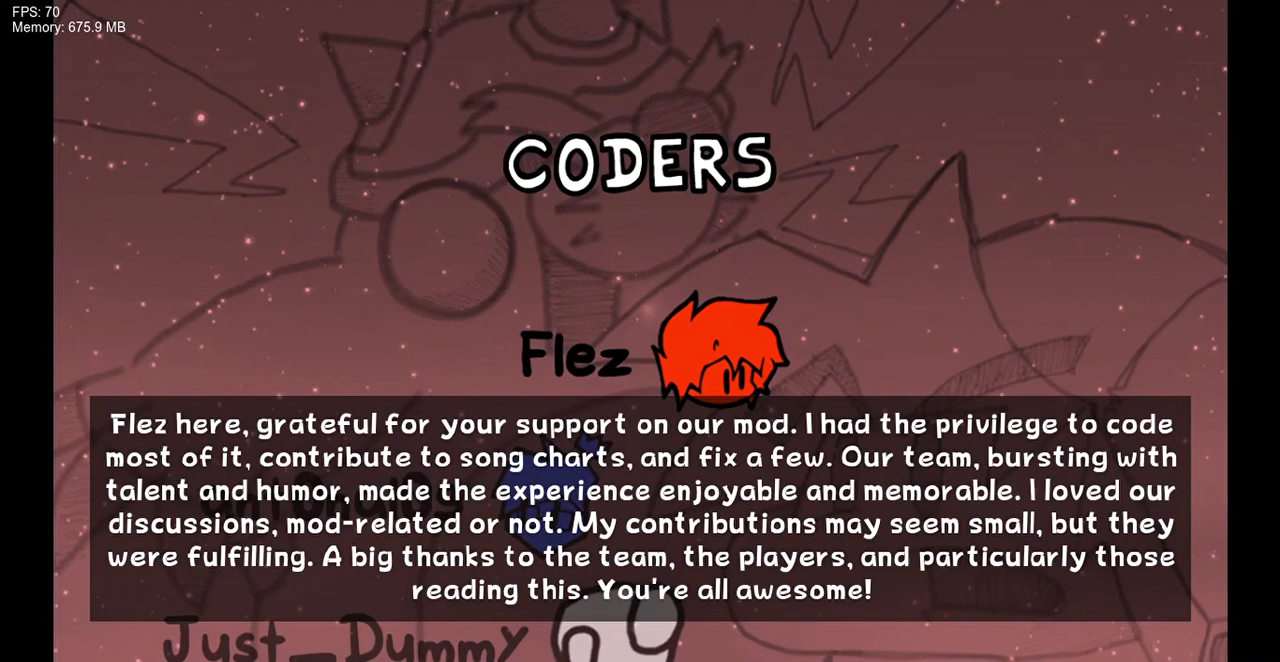 FPS: 70
Memory: 675.9 MB
CODERS
Flez
Flez here, grateful for your support on our mod. I had the privilege to code
most of it, contribute to song charts, and fix a few. Our team, bursting with
talent and humor, made the experience enjoyable and memorable. I loved our
discussions, mod-related or not. My contributions may seem small, but they
were fulfilling. A big thanks to the team, the players, and particularly those
reading this. You're all awesome!
Just_Dummy